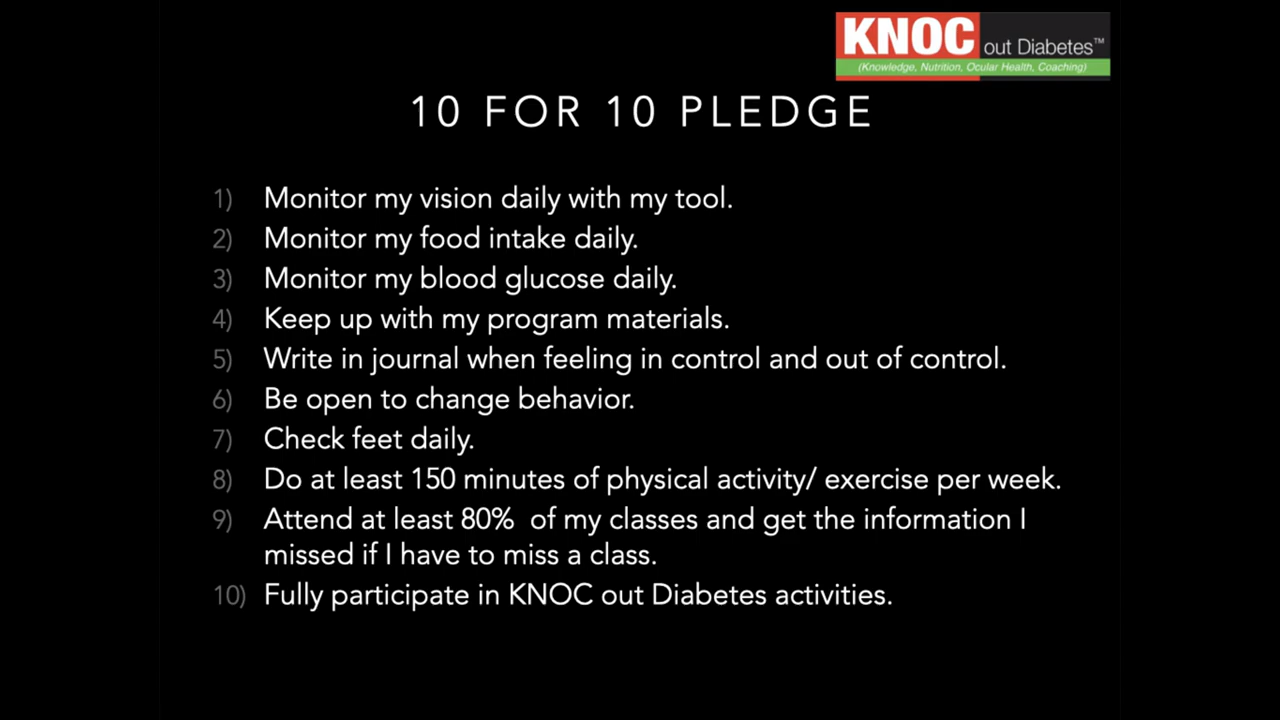 KNOC out Diabetes™
(Knowledge, Nutrition, Ocular Health, Coaching)
10 FOR 10 PLEDGE
1) Monitor my vision daily with my tool.
2) Monitor my food intake daily.
3) Monitor my blood glucose daily.
4) Keep up with my program materials.
5) Write in journal when feeling in control and out of control.
6) Be open to change behavior.
7) Check feet daily.
8) Do at least 150 minutes of physical activity/ exercise per week.
9) Attend at least 80%  of my classes and get the information I
missed if I have to miss a class.
10) Fully participate in KNOC out Diabetes activities.